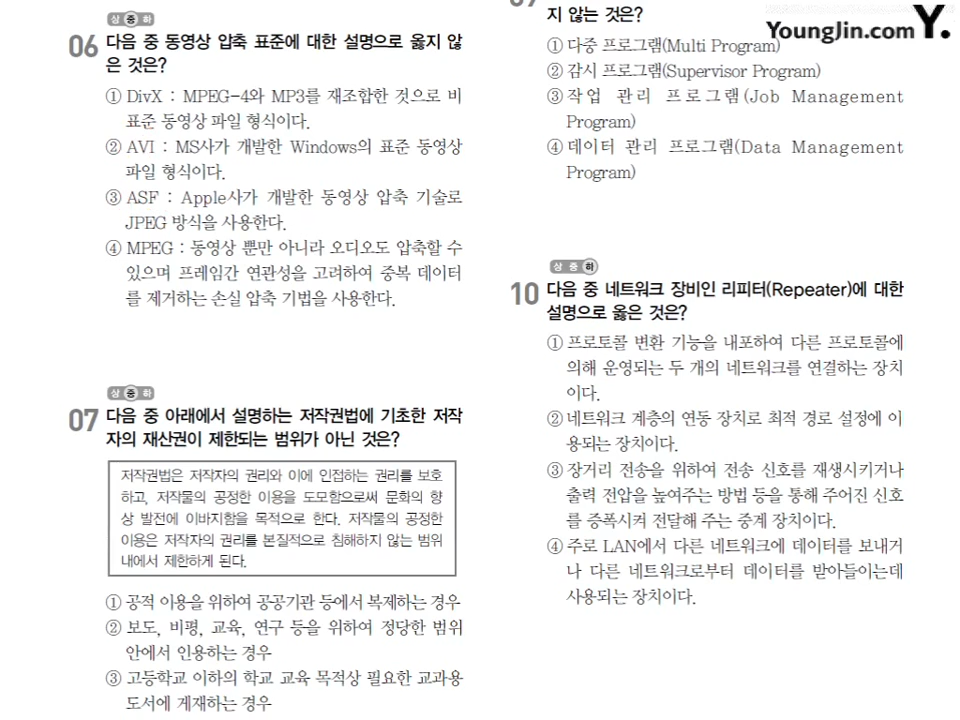 상 중 하
06 다음 중 동영상 압축 표준에 대한 설명으로 옳지 않
은 것은?
① DivX : MPEG-4와 MP3를 재조합한 것으로 비
표준 동영상 파일 형식이다.
② AVI : MS사가 개발한 Windows의 표준 동영상
파일 형식이다.
③ ASF : Apple사가 개발한 동영상 압축 기술로
JPEG 방식을 사용한다.
④ MPEG : 동영상 뿐만 아니라 오디오도 압축할 수
있으며 프레임간 연관성을 고려하여 중복 데이터
를 제거하는 손실 압축 기법을 사용한다.
상 중 하
07 다음 중 아래에서 설명하는 저작권법에 기초한 저작
자의 재산권이 제한되는 범위가 아닌 것은?
저작권법은 저작자의 권리와 이에 인접하는 권리를 보호
하고, 저작물의 공정한 이용을 도모함으로써 문화의 향
상 발전에 이바지함을 목적으로 한다. 저작물의 공정한
이용은 저작자의 권리를 본질적으로 침해하지 않는 범위
내에서 제한하게 된다.
① 공적 이용을 위하여 공공기관 등에서 복제하는 경우
② 보도, 비평, 교육, 연구 등을 위하여 정당한 범위
안에서 인용하는 경우
③ 고등학교 이하의 학교 교육 목적상 필요한 교과용
도서에 게재하는 경우
지 않는 것은?
① 다중 프로그램(Multi Program)
② 감시 프로그램(Supervisor Program)
③ 작업 관리 프로그램(Job Management
Program)
④ 데이터 관리 프로그램(Data Management
Program)
상 중 하
10 다음 중 네트워크 장비인 리피터(Repeater)에 대한
설명으로 옳은 것은?
① 프로토콜 변환 기능을 내포하여 다른 프로토콜에
의해 운영되는 두 개의 네트워크를 연결하는 장치
이다.
② 네트워크 계층의 연동 장치로 최적 경로 설정에 이
용되는 장치이다.
③ 장거리 전송을 위하여 전송 신호를 재생시키거나
출력 전압을 높여주는 방법 등을 통해 주어진 신호
를 증폭시켜 전달해 주는 중계 장치이다.
④ 주로 LAN에서 다른 네트워크에 데이터를 보내거
나 다른 네트워크로부터 데이터를 받아들이는데
사용되는 장치이다.
YoungJin.com Y.